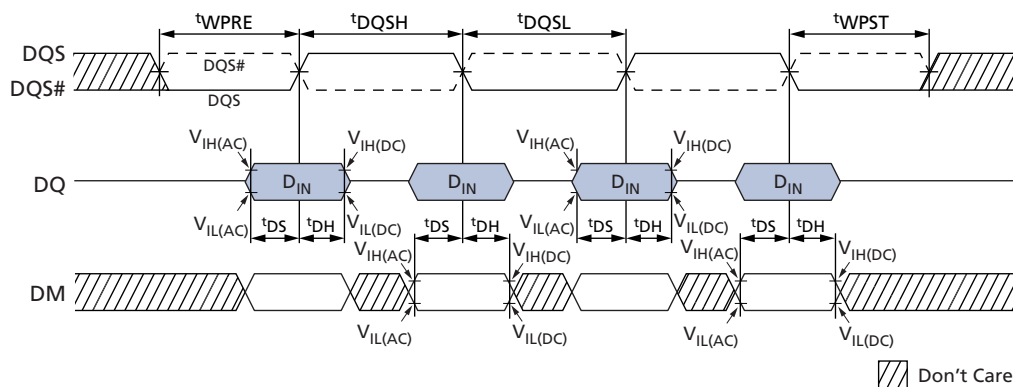 tWPRE tDQSH tDQSL tWPST
DQS
DQS#
DQS#
DQS
VIH(AC) VIH(DC) VIH(AC) VIH(DC)
DQ
DIN DIN DIN DIN
VIL(AC) tDS tDH VIL(DC) VIL(AC) tDS tDH VIL(DC)
VIH(AC) tDS tDH VIH(DC) VIH(AC) tDS tDH VIH(DC)
DM
VIL(AC) VIL(DC) VIL(AC) VIL(DC)
Don't Care